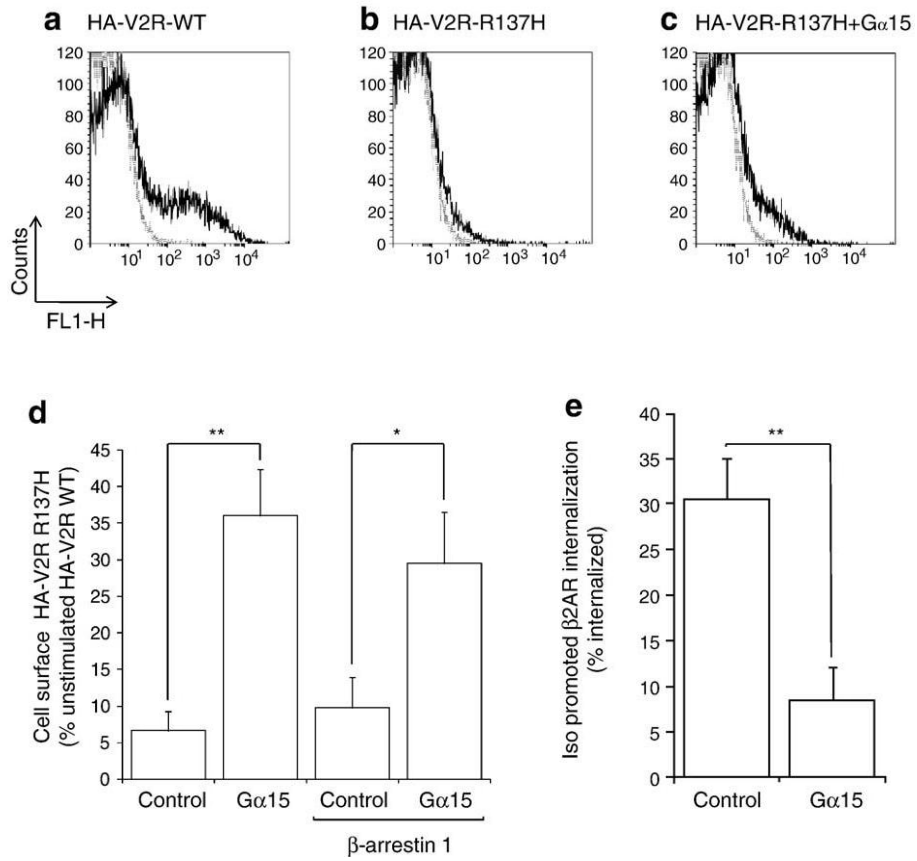 a HA-V2R-WT
b HA-V2R-R137H
c HA-V2R-R137H+Gα15
120
100
80
60
40
20
0
10¹ 10² 10³ 10⁴
120
100
80
60
40
20
0
10¹ 10² 10³ 10⁴
120
100
80
60
40
20
0
10¹ 10² 10³ 10⁴
Counts
FL1-H
d
Cell surface HA-V2R R137H
(% unstimulated HA-V2R WT)
45
40
35
30
25
20
15
10
5
0
**
*
Control Gα15 Control Gα15
β-arrestin 1
e
Iso promoted β2AR internalization
(% internalized)
40
35
30
25
20
15
10
5
0
**
Control Gα15